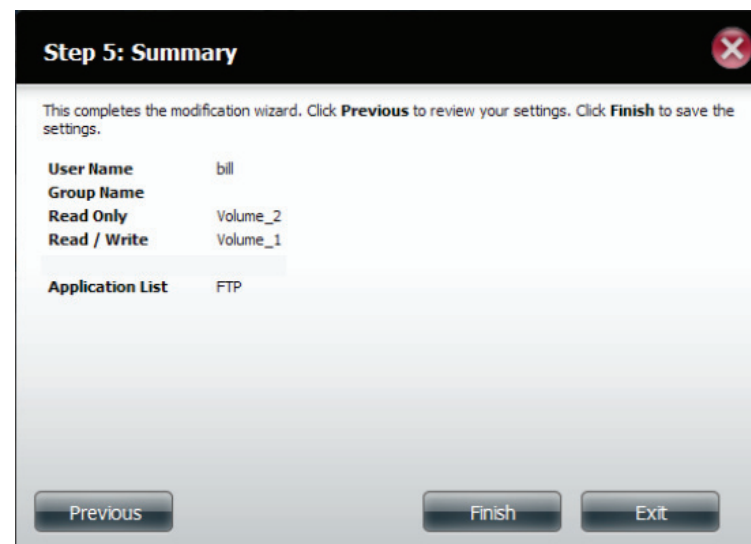 Step 5: Summary
This completes the modification wizard. Click Previous to review your settings. Click Finish to save the
settings.
User Name bill
Group Name
Read Only Volume_2
Read / Write Volume_1
Application List FTP
Previous Finish Exit